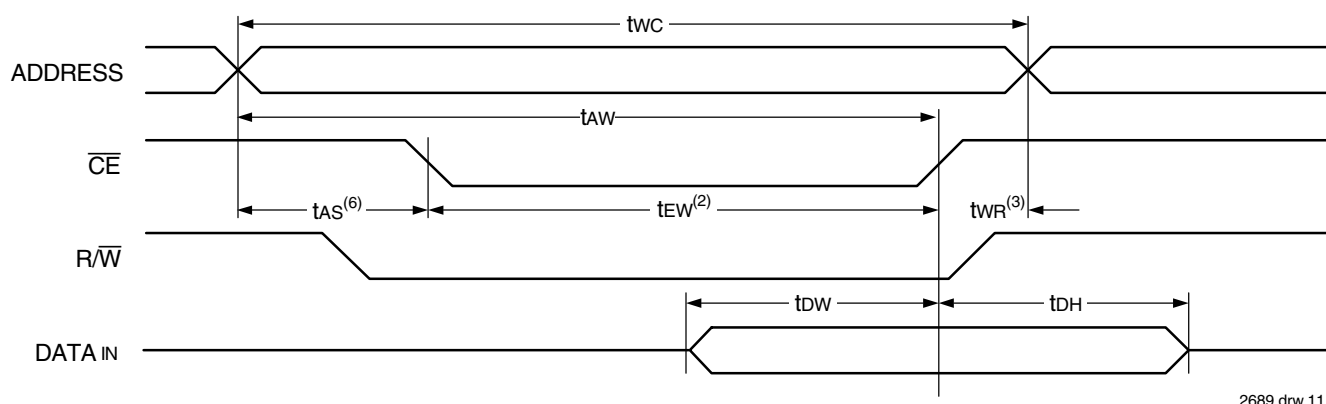 tWC
ADDRESS
tAW
CE
tAS(6) tEW(2) tWR(3)
R/W
tDW tDH
DATA IN
2689 drw 11